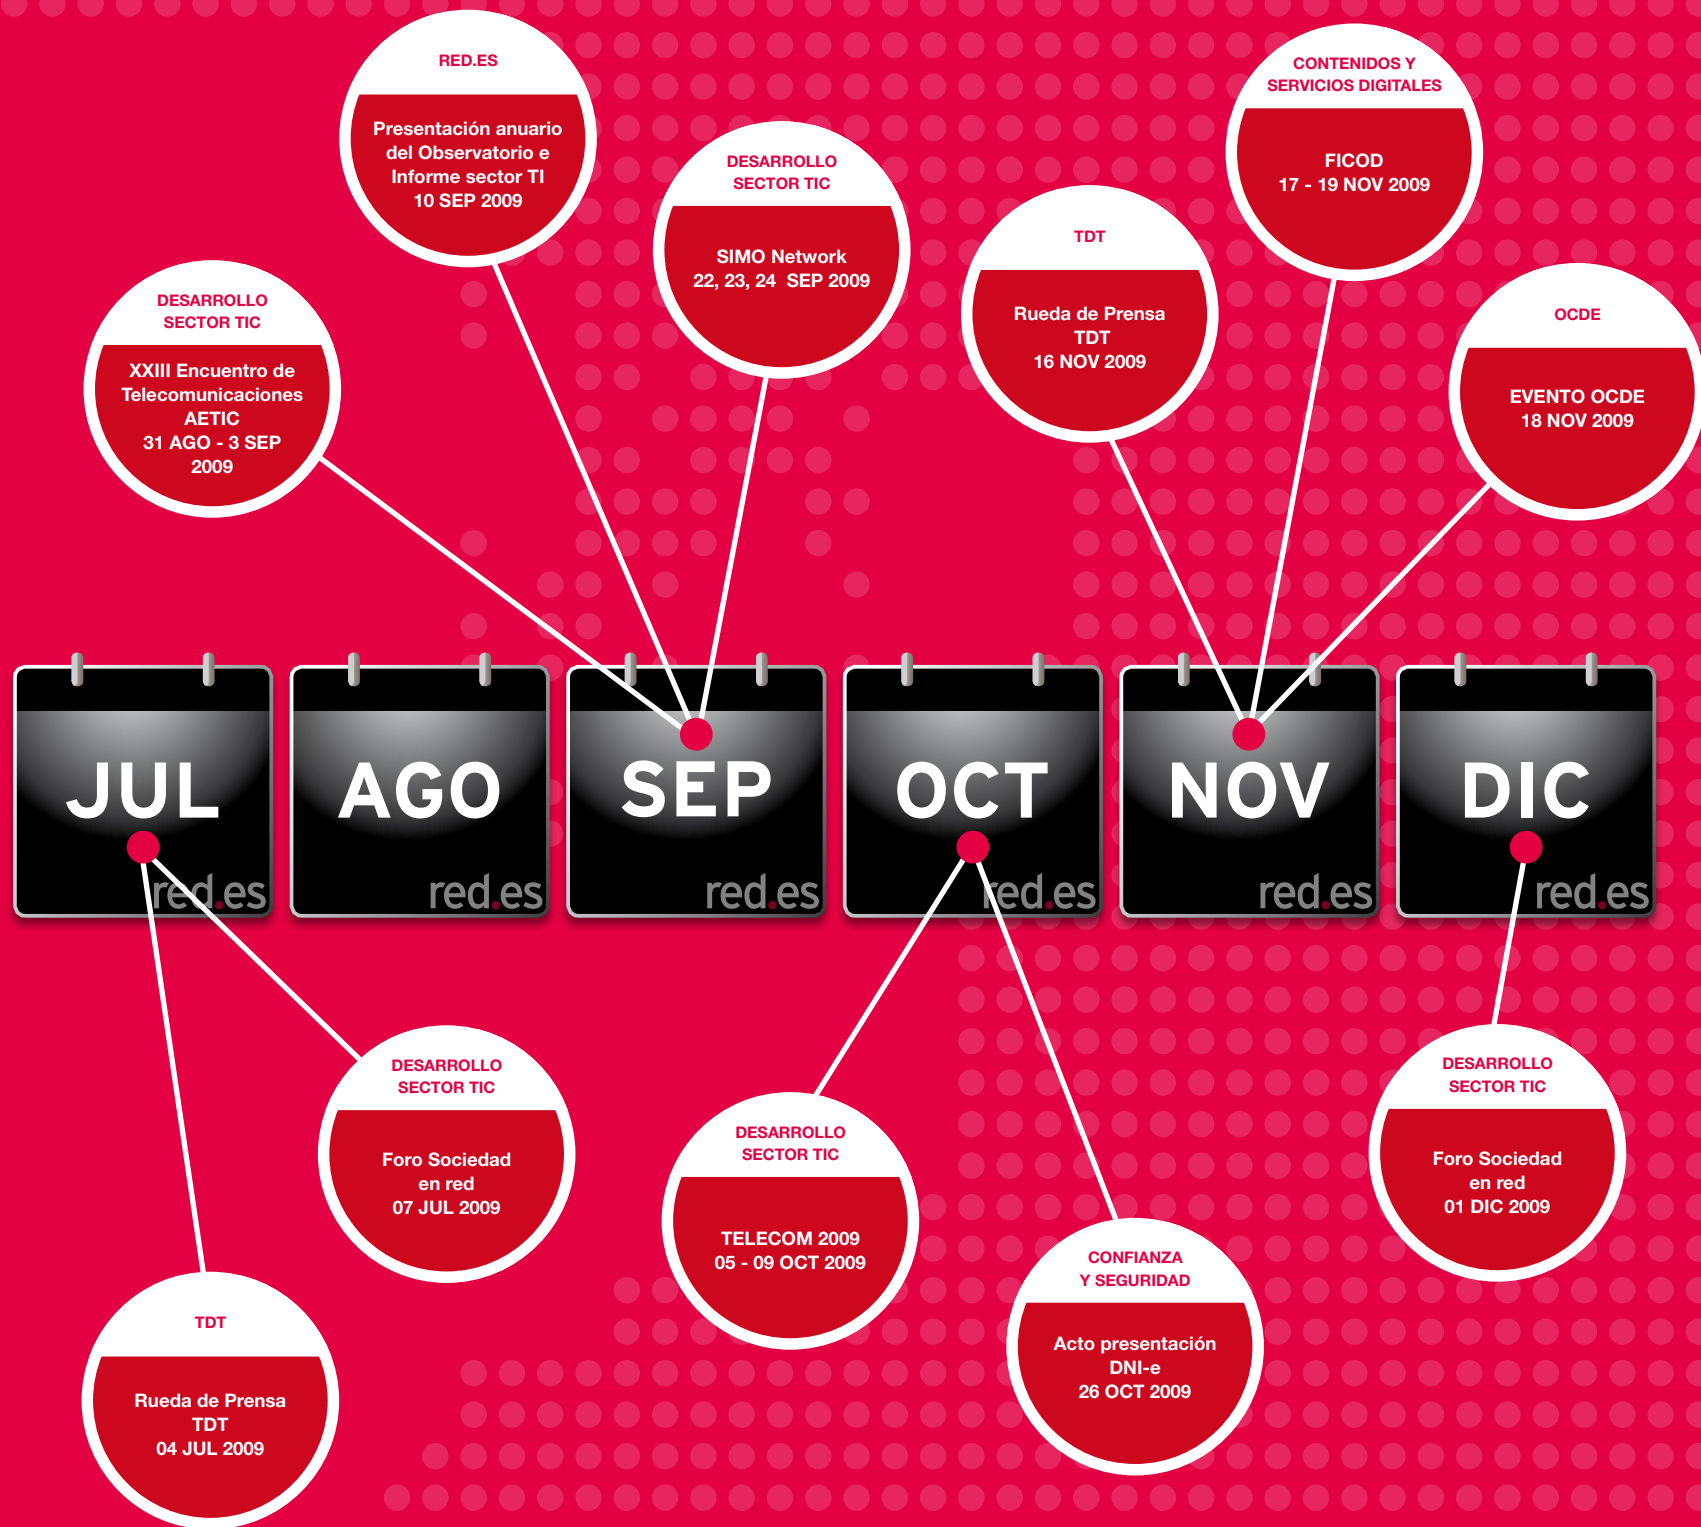 RED.ES
Presentación anuario
del Observatorio e
Informe sector TI
10 SEP 2009
CONTENIDOS Y
SERVICIOS DIGITALES
FICOD
17 - 19 NOV 2009
DESARROLLO
SECTOR TIC
SIMO Network
22, 23, 24  SEP 2009
TDT
Rueda de Prensa
TDT
16 NOV 2009
DESARROLLO
SECTOR TIC
XXIII Encuentro de
Telecomunicaciones
AETIC
31 AGO - 3 SEP
2009
OCDE
EVENTO OCDE
18 NOV 2009
JUL
red.es
AGO
red.es
SEP
red.es
OCT
red.es
NOV
red.es
DIC
red.es
DESARROLLO
SECTOR TIC
Foro Sociedad
en red
07 JUL 2009
DESARROLLO
SECTOR TIC
Foro Sociedad
en red
01 DIC 2009
DESARROLLO
SECTOR TIC
TELECOM 2009
05 - 09 OCT 2009
CONFIANZA
Y SEGURIDAD
Acto presentación
DNI-e
26 OCT 2009
TDT
Rueda de Prensa
TDT
04 JUL 2009